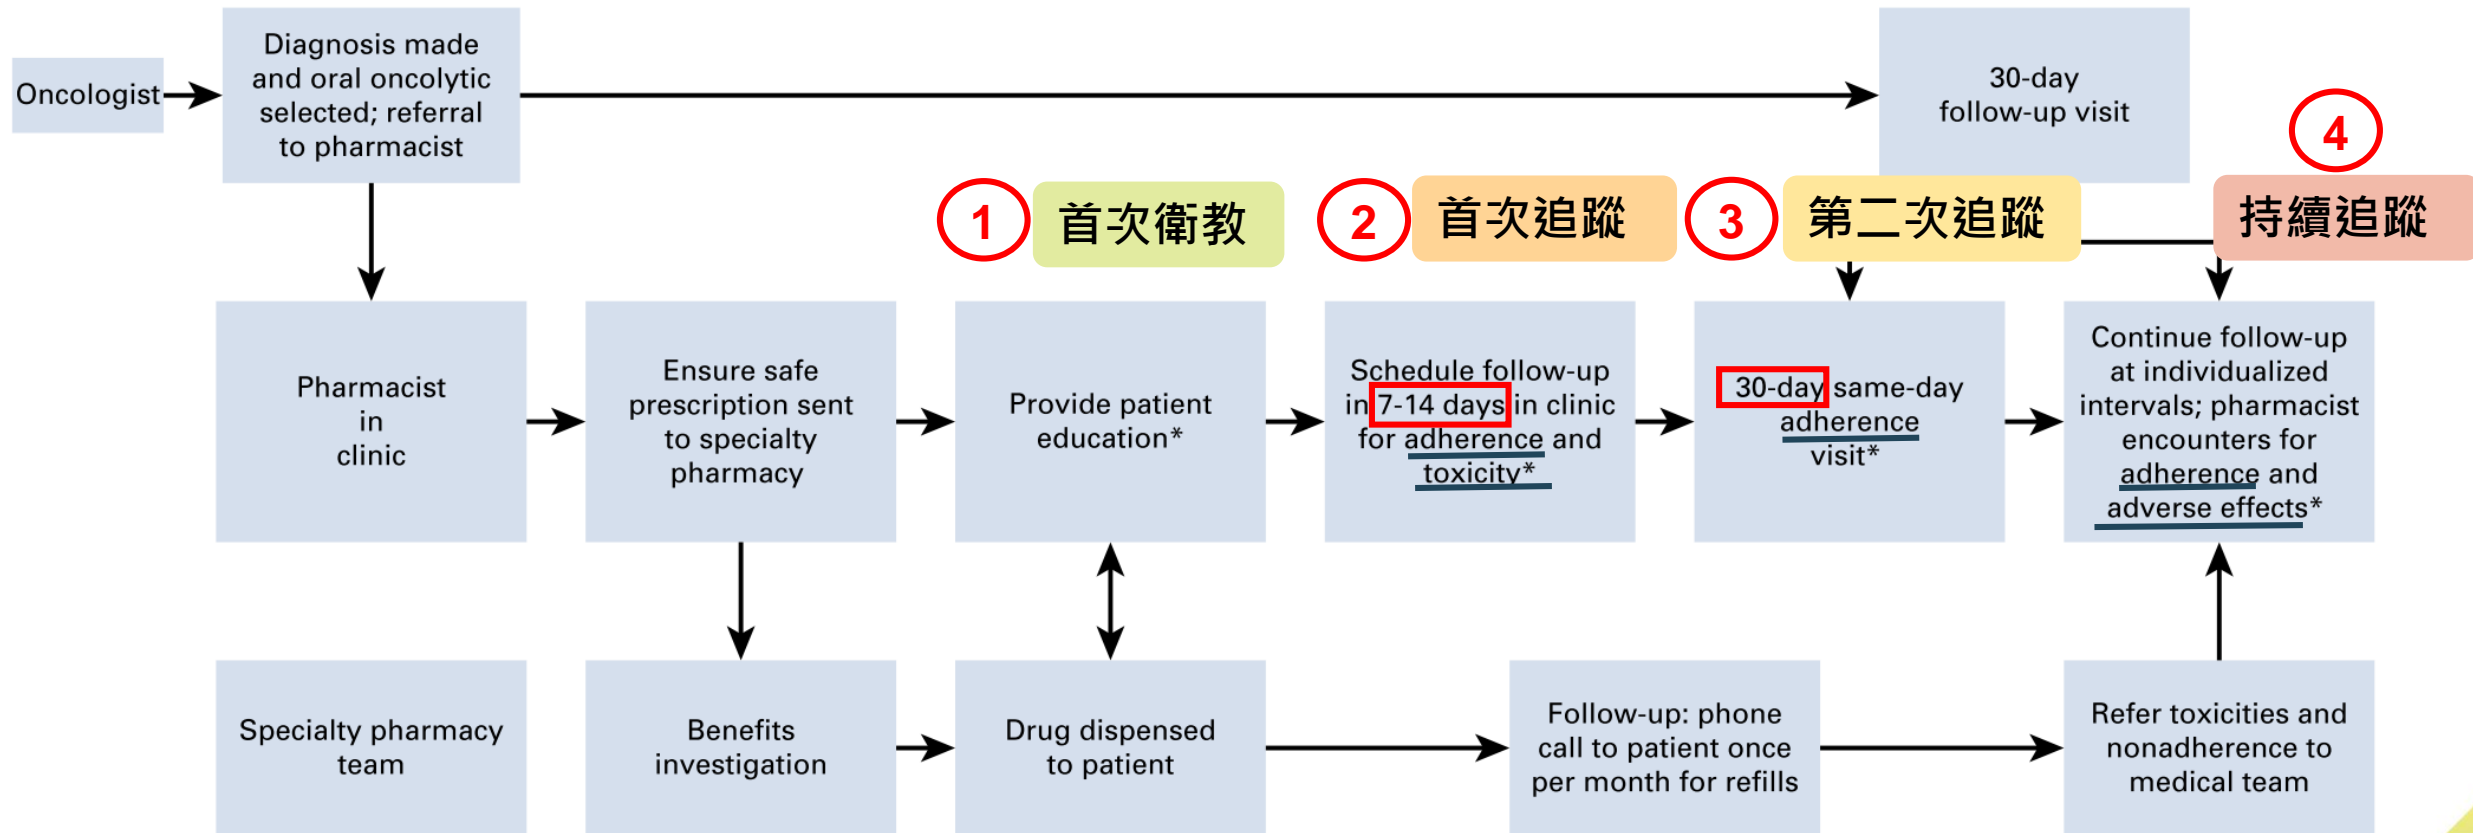 Oncologist
Diagnosis made
and oral oncolytic
selected; referral
to pharmacist
30-day
follow-up visit
1
首次衛教
2
首次追蹤
3
第二次追蹤
4
持續追蹤
Pharmacist
in
clinic
Ensure safe
prescription sent
to specialty
pharmacy
Provide patient
education*
Schedule follow-up
in 7-14 days in clinic
for adherence and
toxicity*
30-day same-day
adherence
visit*
Continue follow-up
at individualized
intervals; pharmacist
encounters for
adherence and
adverse effects*
Specialty pharmacy
team
Benefits
investigation
Drug dispensed
to patient
Follow-up: phone
call to patient once
per month for refills
Refer toxicities and
nonadherence to
medical team